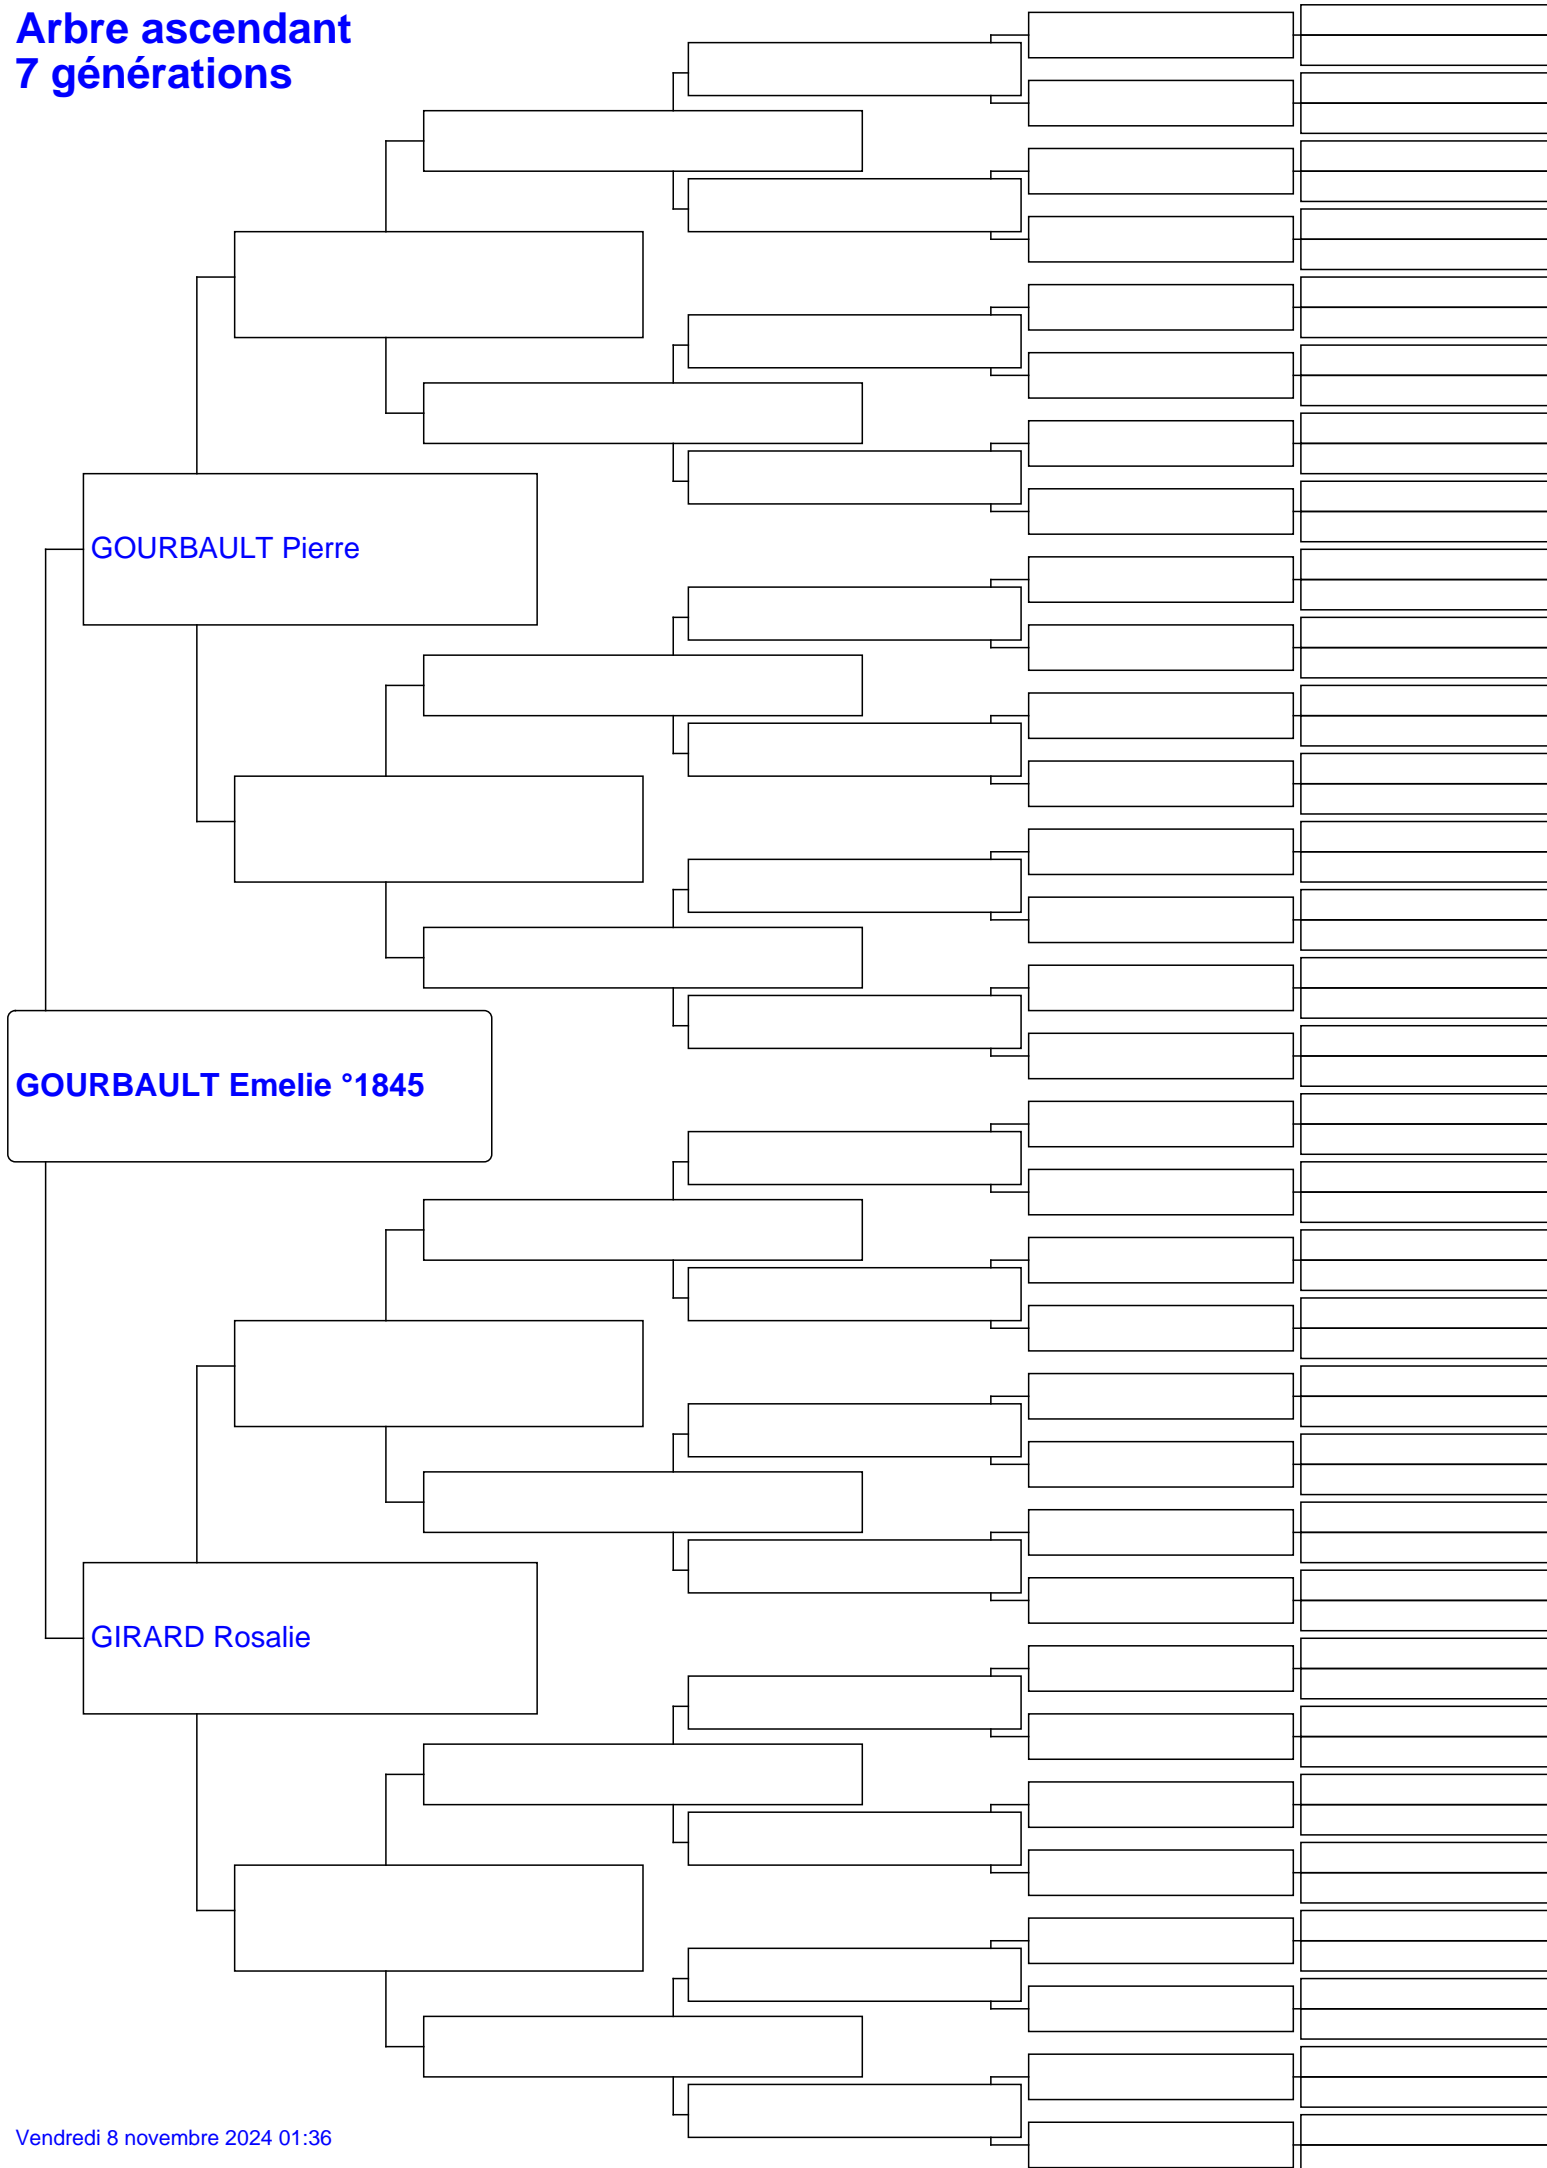 Arbre ascendant
7 générations
GOURBAULT Pierre
GOURBAULT Emelie °1845
GIRARD Rosalie
Vendredi 8 novembre 2024 01:36